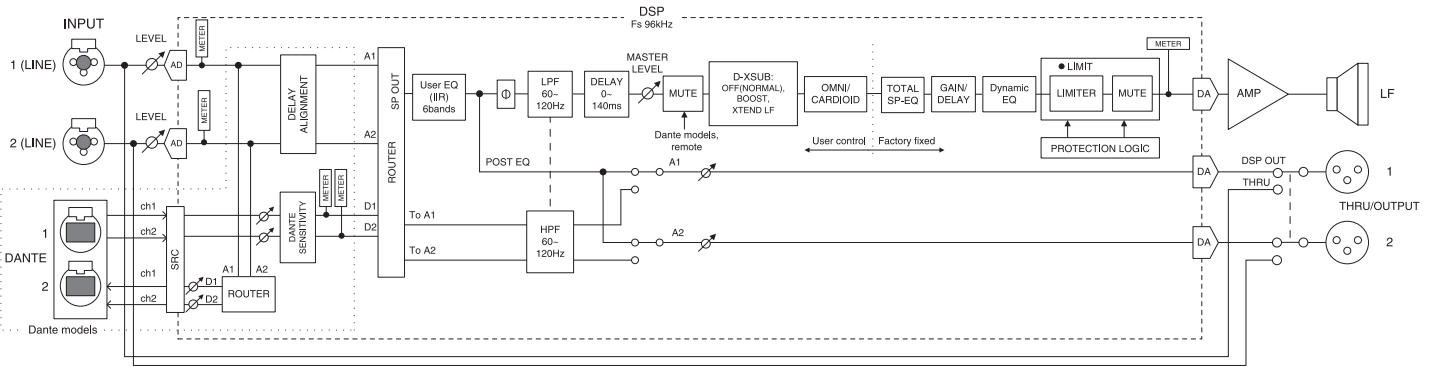 INPUT
DSP
Fs 96kHz
LEVEL
METER
1 (LINE)
AD
A1
DELAY
ALIGNMENT
SP OUT
ROUTER
User EQ
(IIR)
6bands
Φ
LPF
60~
120Hz
DELAY
0~
140ms
MASTER
LEVEL
MUTE
Dante models,
remote
D-XSUB:
OFF(NORMAL),
BOOST,
XTEND LF
OMNI/
CARDIOID
TOTAL
SP-EQ
GAIN/
DELAY
Dynamic
EQ
LIMIT
LIMITER
MUTE
METER
DA
AMP
LF
User control
Factory fixed
PROTECTION LOGIC
LEVEL
METER
2 (LINE)
AD
A2
POST EQ
A1
DA
DSP OUT
THRU
1
THRU/OUTPUT
ch1
METER
METER
1
ch2
SRC
DANTE
SENSITIVITY
D1
D2
To A1
To A2
HPF
60~
120Hz
A2
DA
2
DANTE
2
ch1
ch2
D1
D2
A1
A2
ROUTER
Dante models